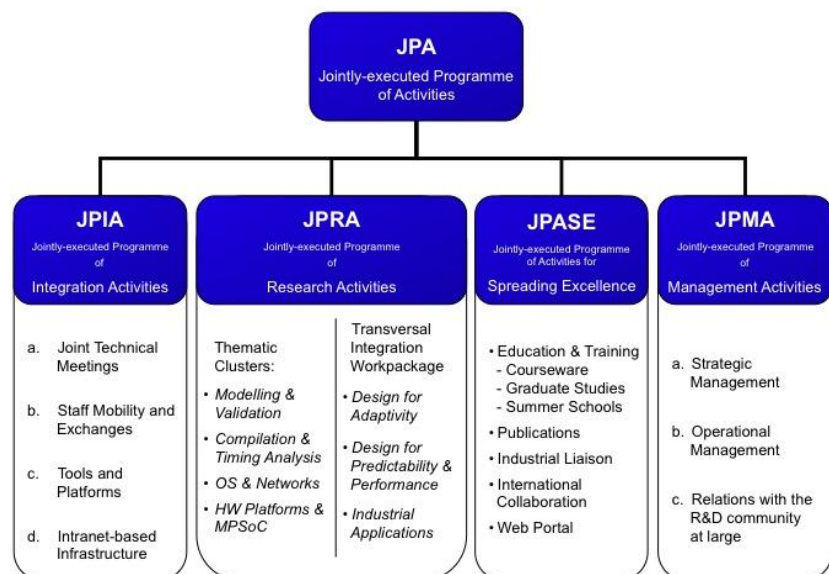 JPA
Jointly-executed Programme
of Activities
JPIA
Jointly-executed Programme
of
Integration Activities
a. Joint Technical
Meetings
b. Staff Mobility and
Exchanges
c. Tools and
Platforms
d. Intranet-based
Infrastructure
JPRA
Jointly-executed Programme
of
Research Activities
Thematic
Clusters:
• Modelling &
Validation
• Compilation &
Timing Analysis
• OS & Networks
• HW Platforms &
MPSoC
Transversal
Integration
Workpackage
• Design for
Adaptivity
• Design for
Predictability &
Performance
• Industrial
Applications
JPASE
Jointly-executed Programme
of Activities for
Spreading Excellence
• Education & Training
- Courseware
- Graduate Studies
- Summer Schools
• Publications
• Industrial Liaison
• International
Collaboration
• Web Portal
JPMA
Jointly-executed Programme
of
Management Activities
a. Strategic
Management
b. Operational
Management
c. Relations with the
R&D community
at large